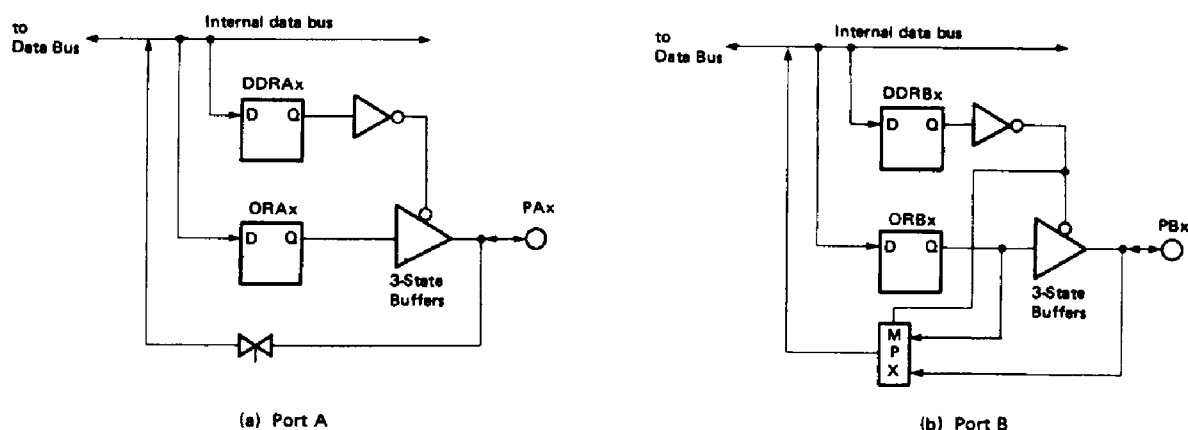 to
Data Bus
Internal data bus
DDRAx
D Q
ORAx
D Q
PAx
3-State
Buffers
(a) Port A
to
Data Bus
Internal data bus
DDRBx
D Q
ORBx
D Q
PBx
3-State
Buffers
M
P
X
(b) Port B